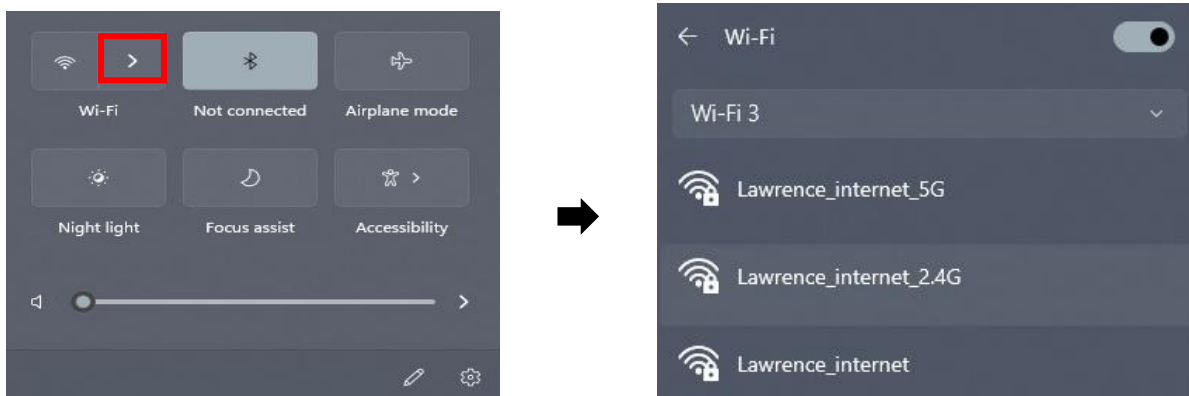 Wi-Fi
Not connected
Airplane mode
Night light
Focus assist
Accessibility
Wi-Fi
Wi-Fi 3
Lawrence_internet_5G
Lawrence_internet_2.4G
Lawrence_internet